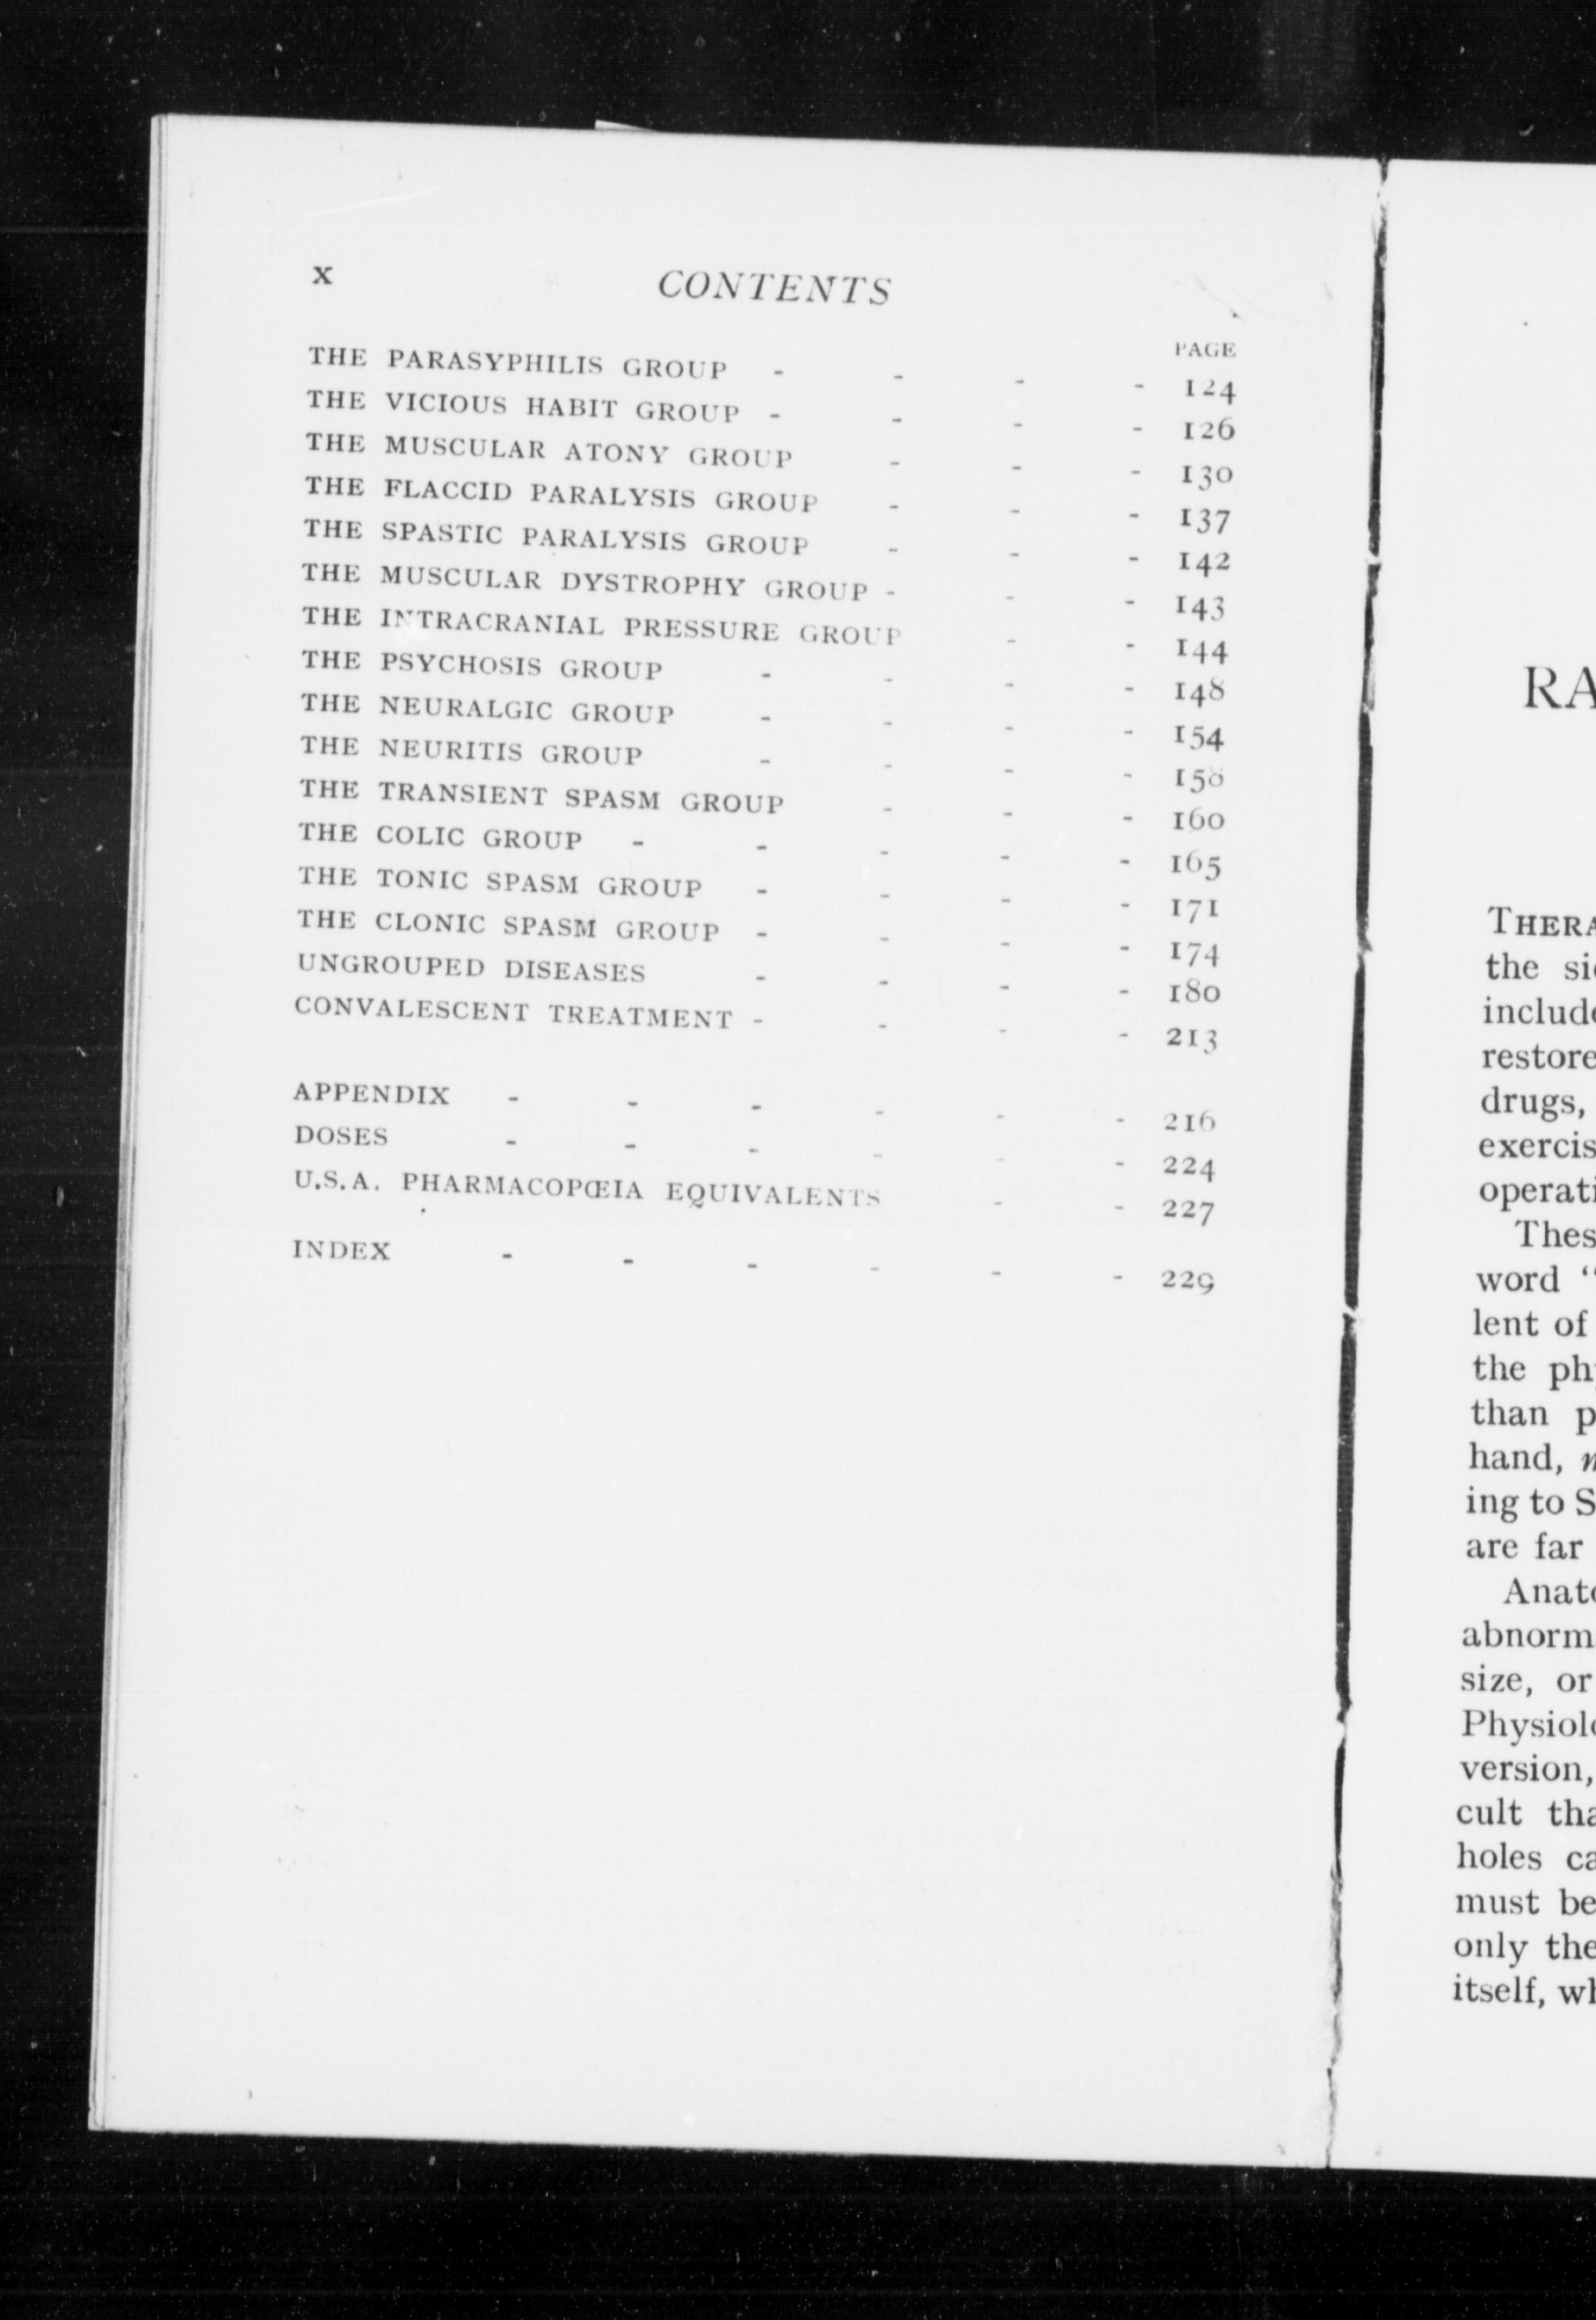 x CONTENTS
PAGE
THE PARASYPHILIS GROUP - - - - 124
THE VICIOUS HABIT GROUP - - - - 126
THE MUSCULAR ATONY GROUP - - - 130
THE FLACCID PARALYSIS GROUP - - - 137
THE SPASTIC PARALYSIS GROUP - - - 142
THE MUSCULAR DYSTROPHY GROUP - - - 143
THE INTRACRANIAL PRESSURE GROUP - - 144
THE PSYCHOSIS GROUP - - - - 148
THE NEURALGIC GROUP - - - - 154
THE NEURITIS GROUP - - - - 158
THE TRANSIENT SPASM GROUP - - - 160
THE COLIC GROUP - - - - - 165
THE TONIC SPASM GROUP - - - - 171
THE CLONIC SPASM GROUP - - - - 174
UNGROUPED DISEASES - - - - 180
CONVALESCENT TREATMENT - - - - 213
APPENDIX - - - - - - 216
DOSES - - - - - - 224
U.S.A. PHARMACOPŒIA EQUIVALENTS - - 227
INDEX - - - - - - 229
RA
THERA
the si
include
restore
drugs,
exercis
operati
Thes
word "
lent of
the ph
than p
hand,
ing to S
are far
Anato
abnorm
size, or
Physiolo
version,
cult tha
holes ca
must be
only the
itself, wh